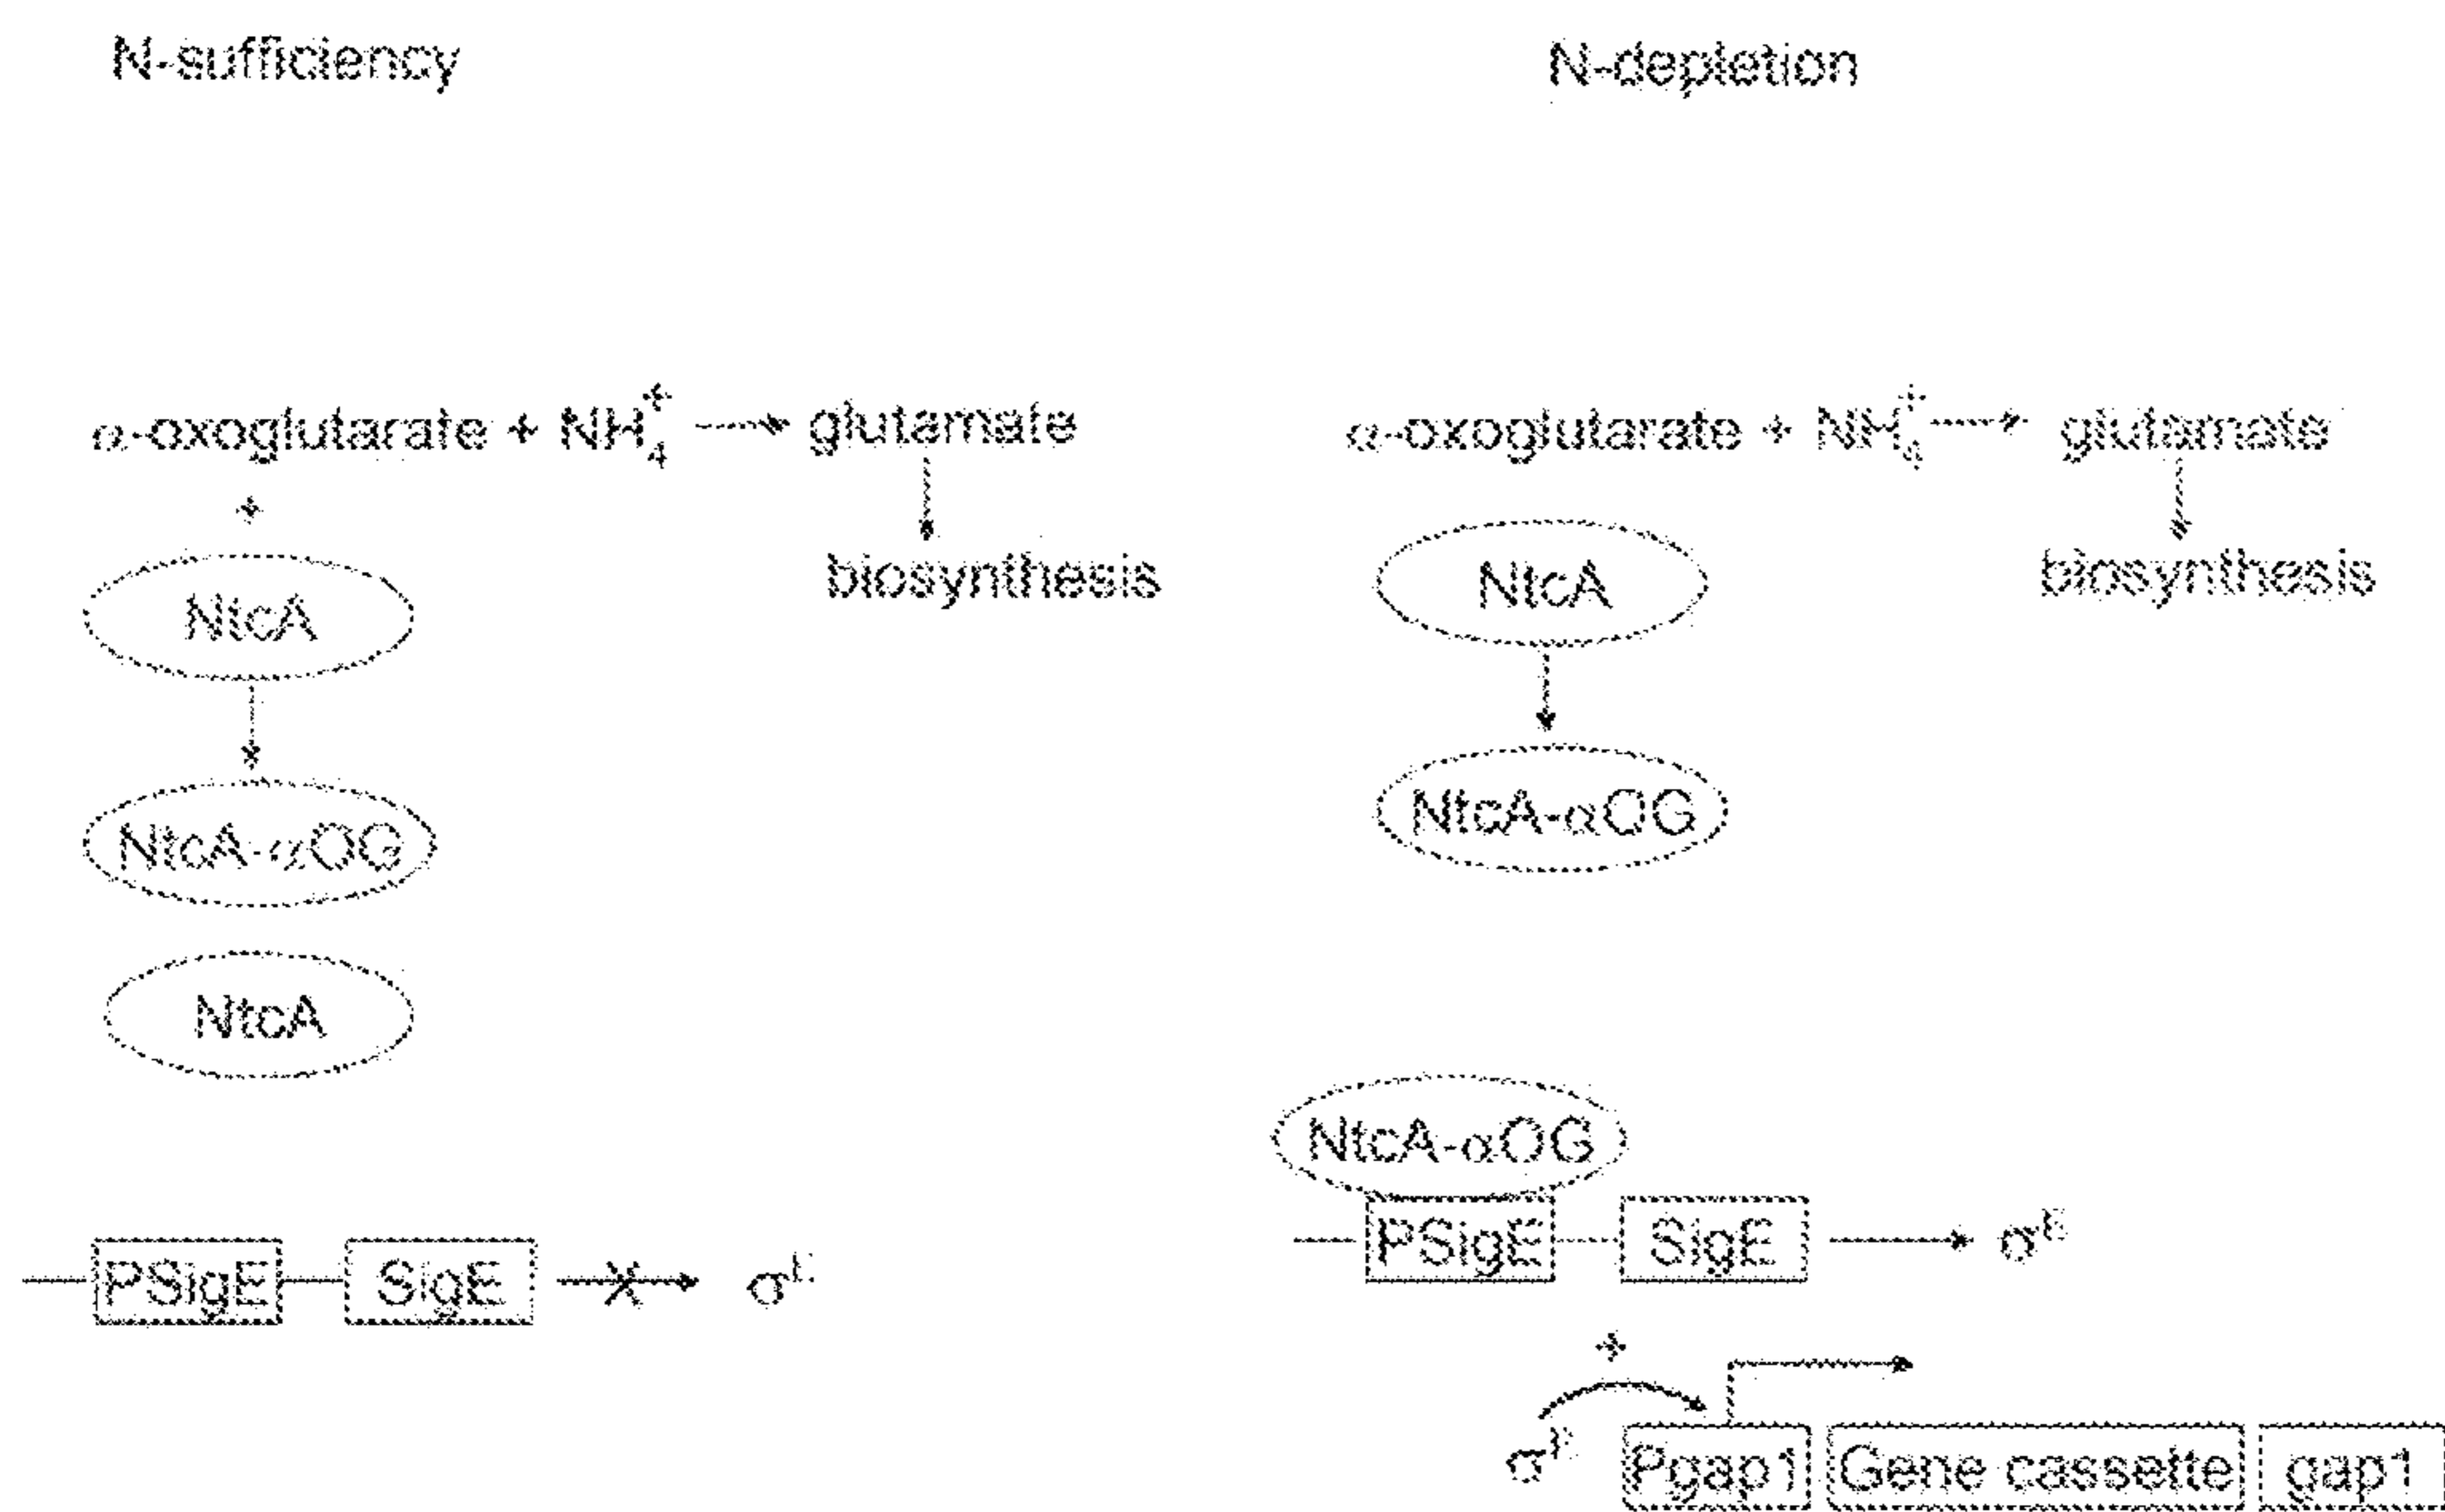 N-sufficiency
α-oxoglutarate + NH4+ → glutamate
+
biosynthesis
NtcA
NtcA-αOG
NtcA
PSigE SigE X σE
N-depletion
α-oxoglutarate + NH4+ → glutamate
NtcA
biosynthesis
NtcA-αOG
NtcA-αOG
PSigE SigE → σE
+
σE Pgap1 Gene cassette gap1